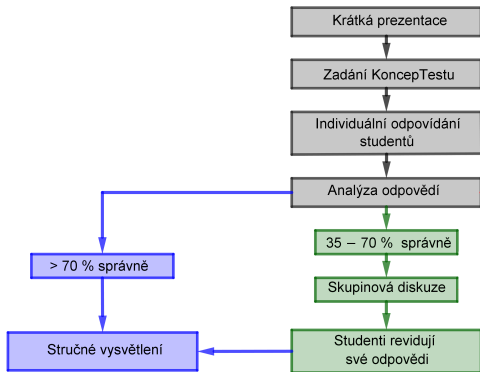 Krátká prezentace
Zadání KoncepTestu
Individuální odpovídání
studentů
Analýza odpovědí
35 – 70 % správně
> 70 % správně
Skupinová diskuze
Stručné vysvětlení
Studenti revidují
své odpovědi